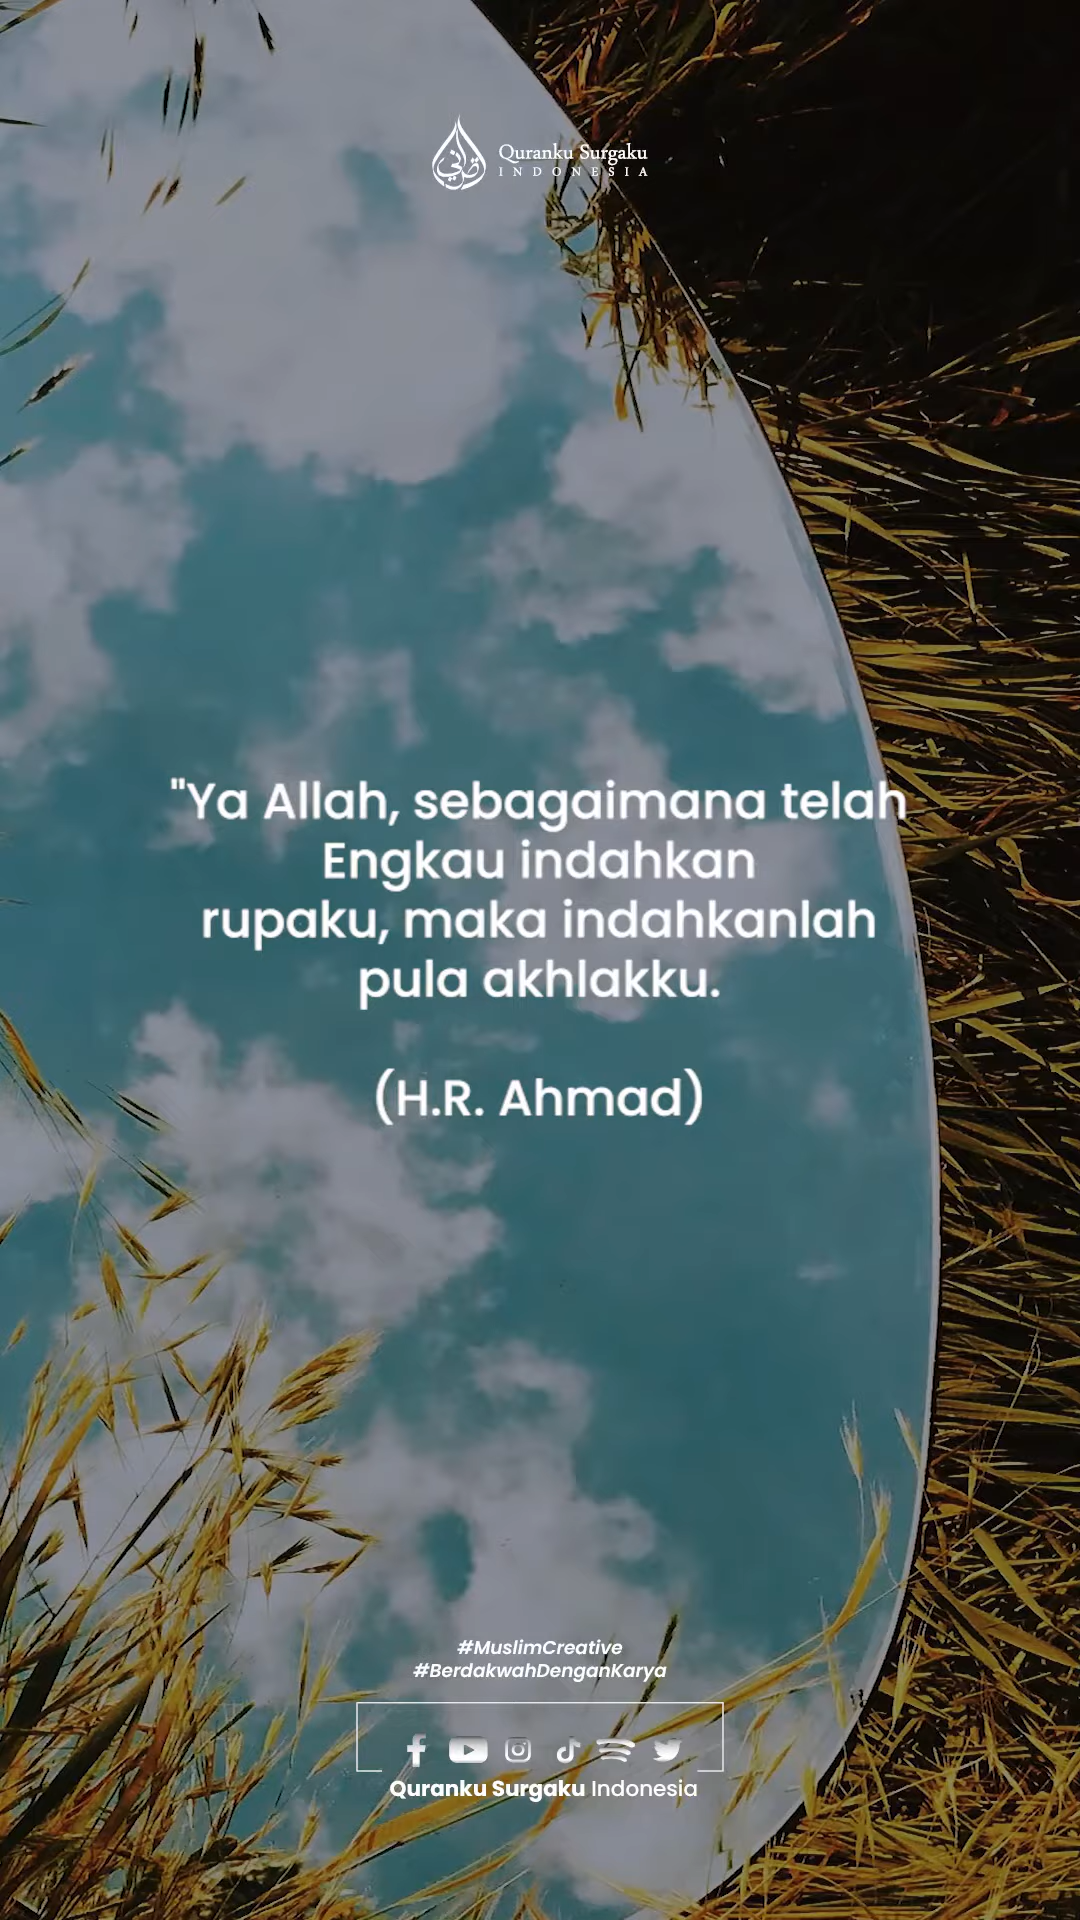 Quranku Surgaku
INDONESIA
"Ya Allah, sebagaimana telah
Engkau indahkan
rupaku, maka indahkanlah
pula akhlakku.
(H.R. Ahmad)
#MuslimCreative
#BerdakwahDenganKarya
Quranku Surgaku Indonesia